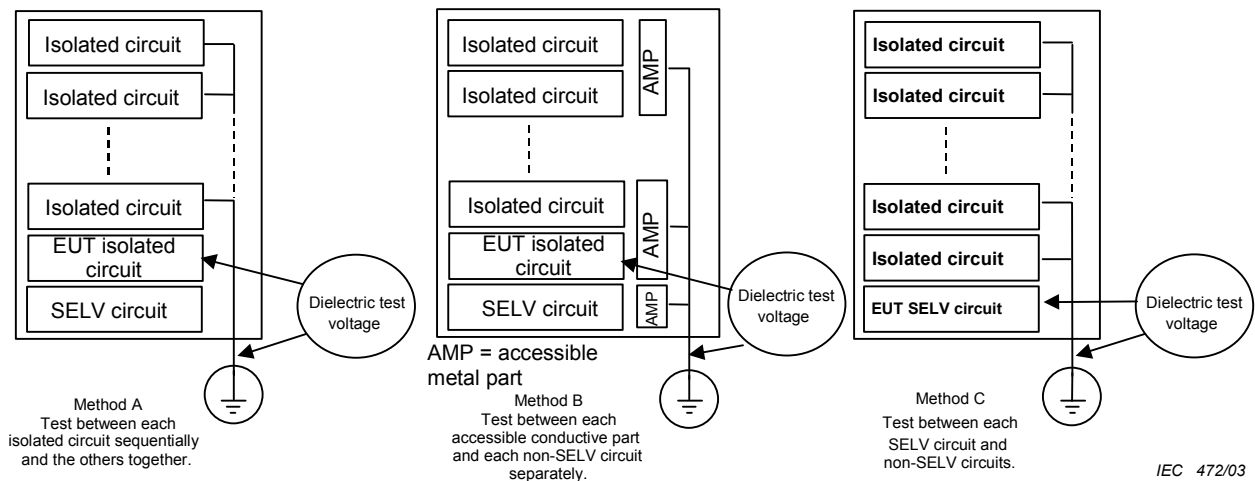 Isolated circuit
Isolated circuit
Isolated circuit
EUT isolated
circuit
SELV circuit
Dielectric test
voltage
Method A
Test between each
isolated circuit sequentially
and the others together.
Isolated circuit
Isolated circuit
AMP
Isolated circuit
EUT isolated
circuit
AMP
SELV circuit
AMP
Dielectric test
voltage
AMP = accessible
metal part
Method B
Test between each
accessible conductive part
and each non-SELV circuit
separately.
Isolated circuit
Isolated circuit
Isolated circuit
Isolated circuit
EUT SELV circuit
Dielectric test
voltage
Method C
Test between each
SELV circuit and
non-SELV circuits.
IEC 472/03